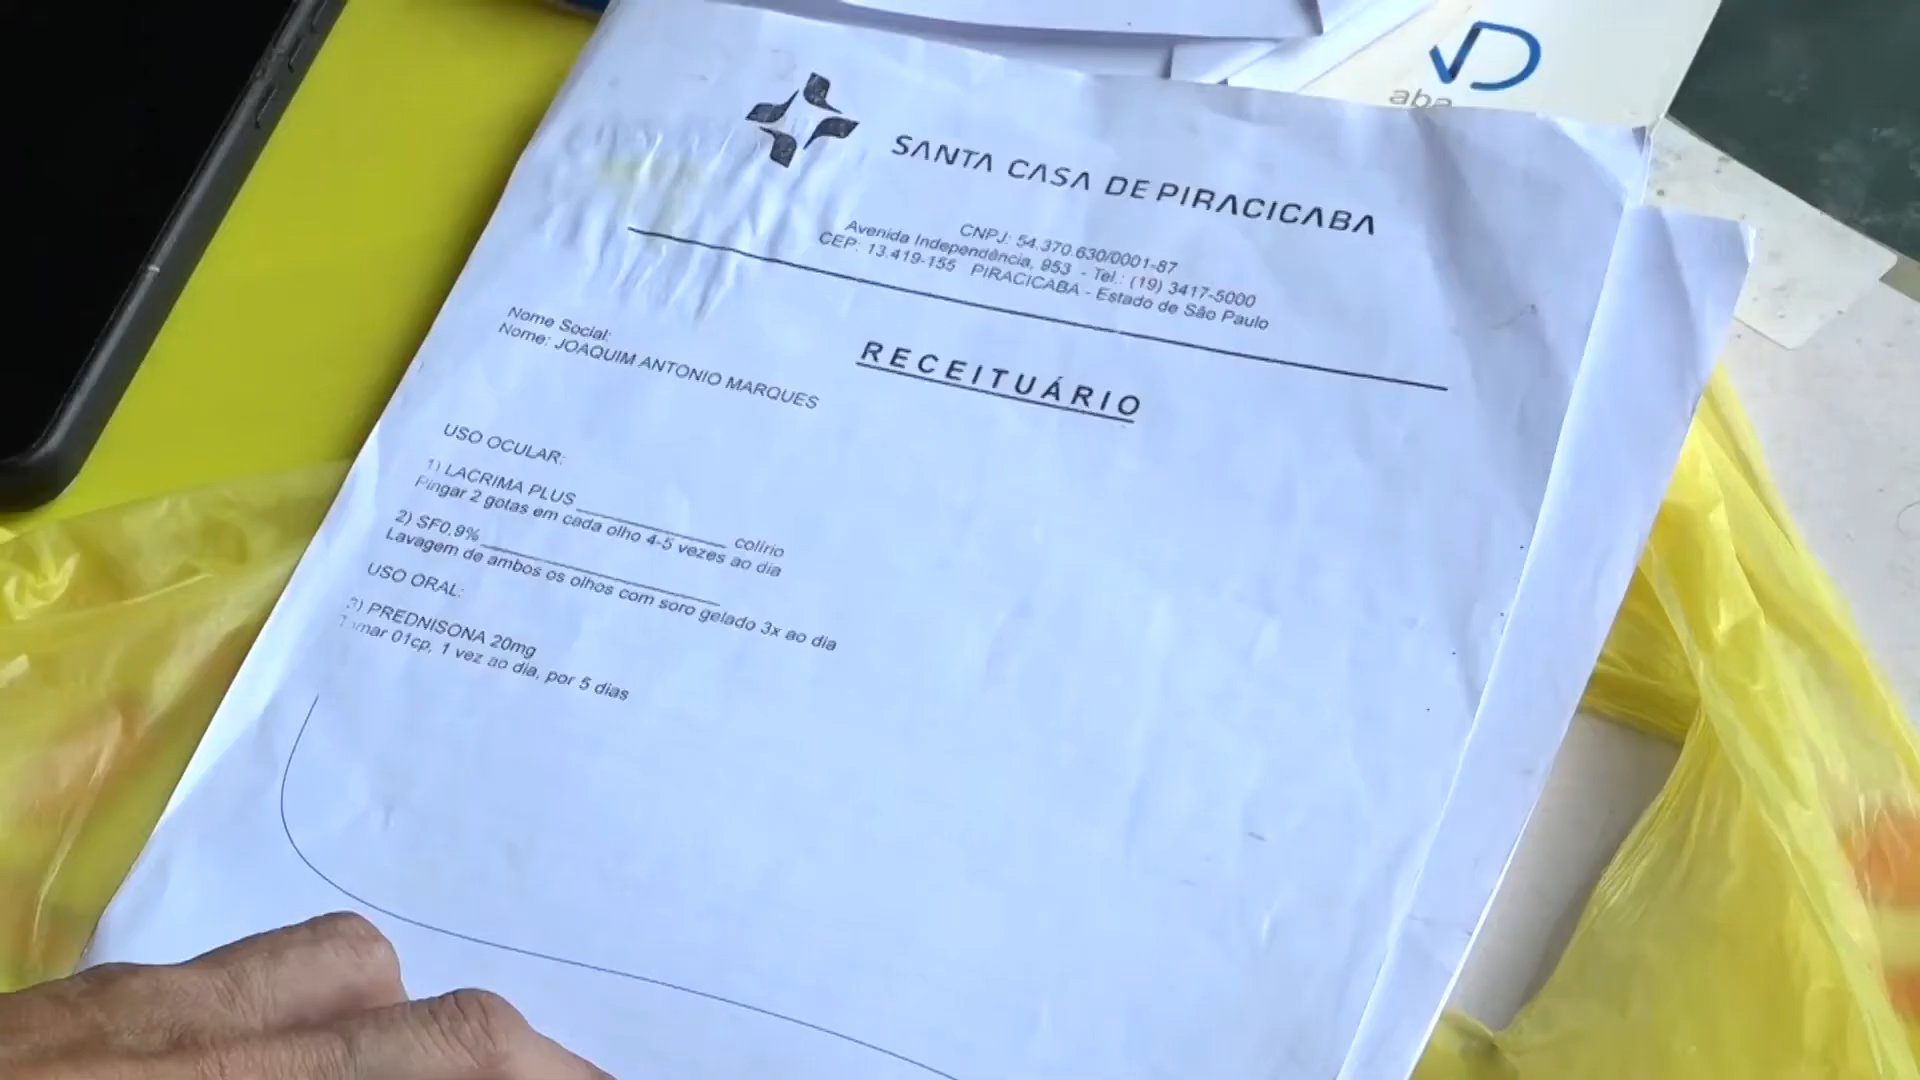 aba
SANTA CASA DE PIRACICABA
CNPJ: 54.370.630/0001-87
Avenida Independência, 953 - Tel.: (19) 3417-5000
CEP: 13.419-155 PIRACICABA - Estado de São Paulo
RECEITUÁRIO
Nome Social:
Nome: JOAQUIM ANTONIO MARQUES
USO OCULAR:
1) LACRIMA PLUS ____________ colírio
Pingar 2 gotas em cada olho 4-5 vezes ao dia
2) SF0,9% ____________
Lavagem de ambos os olhos com soro gelado 3x ao dia
USO ORAL:
3) PREDNISONA 20mg
Tomar 01cp, 1 vez ao dia, por 5 dias